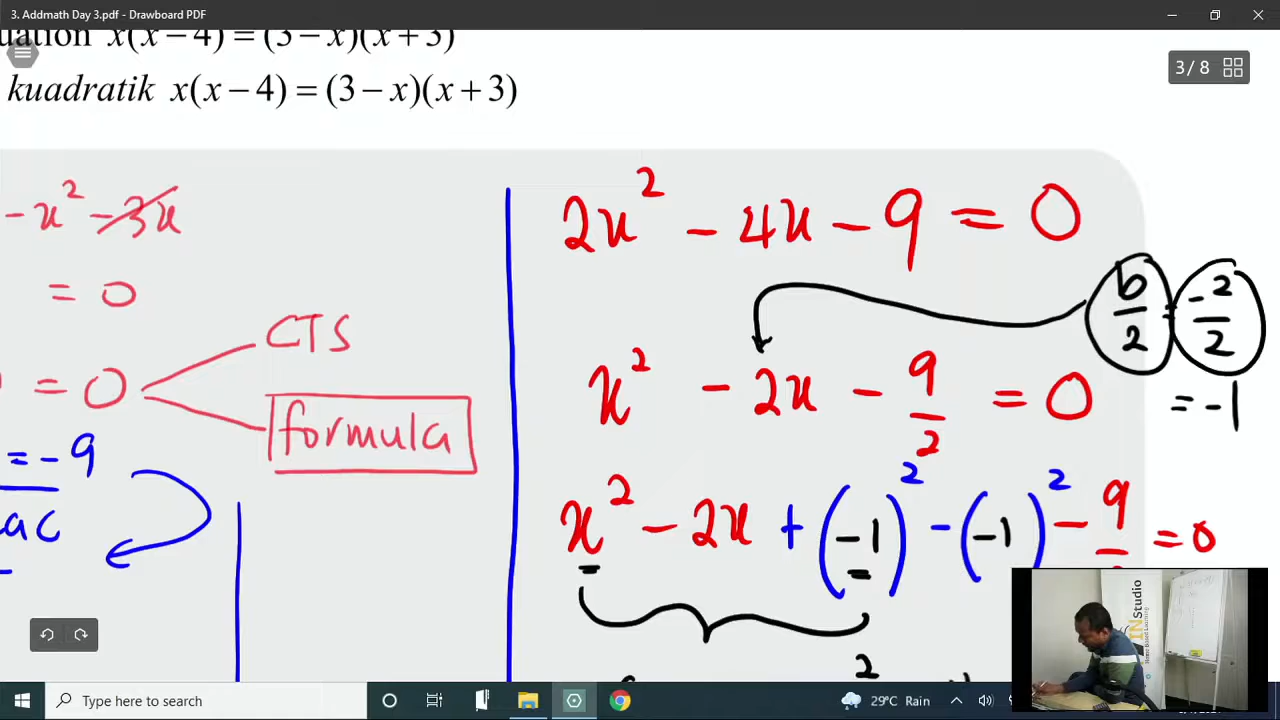 3. Addmath Day 3.pdf - Drawboard PDF
uation x(x − 4) = (3 − x)(x + 3)
kuadratik x(x − 4) = (3 − x)(x + 3)
3 / 8
− x² − 3x
= 0
= 0
CTS
formula
= −9
ac
2x² − 4x − 9 = 0
b/2 = −2/2
= −1
x² − 2x − 9/2 = 0
x² − 2x + (−1)² − (−1)² − 9 = 0
2
IN Studio
Type here to search
29°C Rain